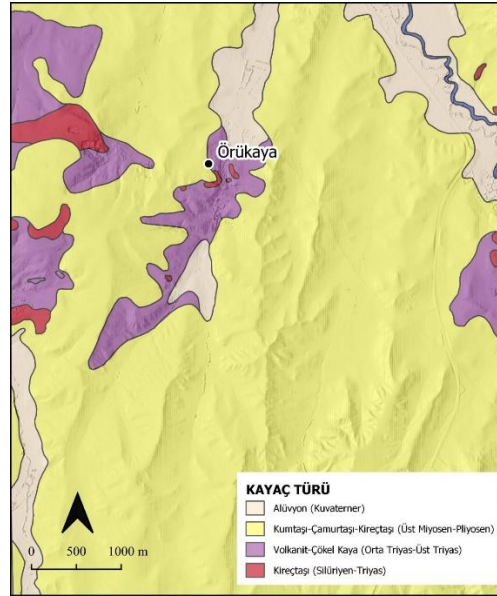 Örükaya
KAYAÇ TÜRÜ
Alüvyon (Kuvaterner)
Kumtaşı-Çamurtaşı-Kireçtaşı (Üst Miyosen-Pliyosen)
Volkanit-Çökel Kaya (Orta Triyas-Üst Triyas)
Kireçtaşı (Silüriyen-Triyas)
0 500 1000 m